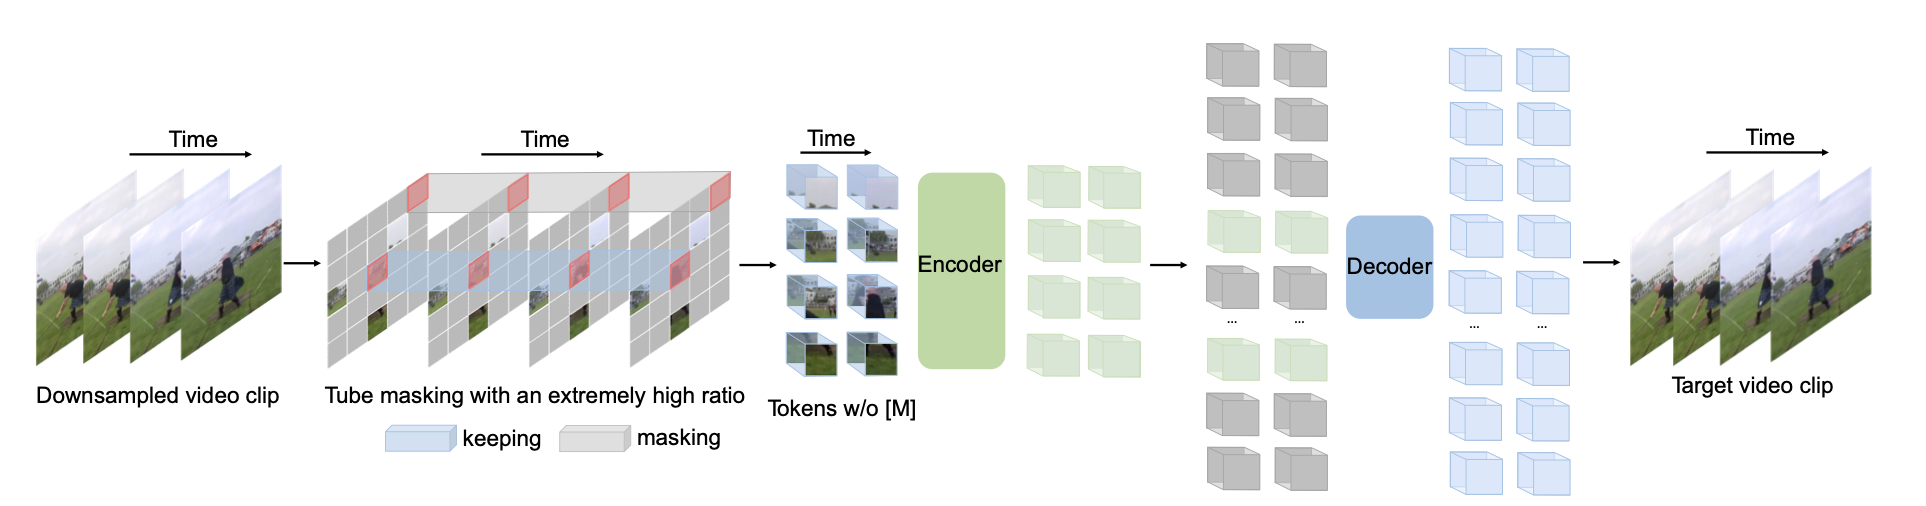 Time
Downsampled video clip
Time
Tube masking with an extremely high ratio
keeping
masking
Time
Tokens w/o [M]
Encoder
... ...
Decoder
... ...
Time
Target video clip